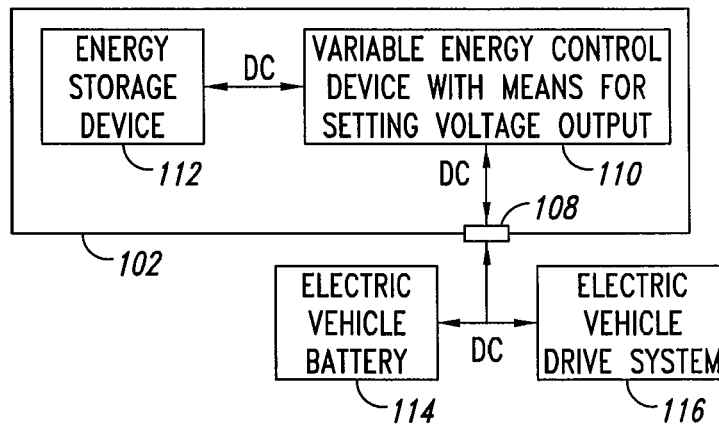 ENERGY
STORAGE
DEVICE
DC
VARIABLE ENERGY CONTROL
DEVICE WITH MEANS FOR
SETTING VOLTAGE OUTPUT
112
DC
110
108
102
ELECTRIC
VEHICLE
BATTERY
DC
ELECTRIC
VEHICLE
DRIVE SYSTEM
114
116